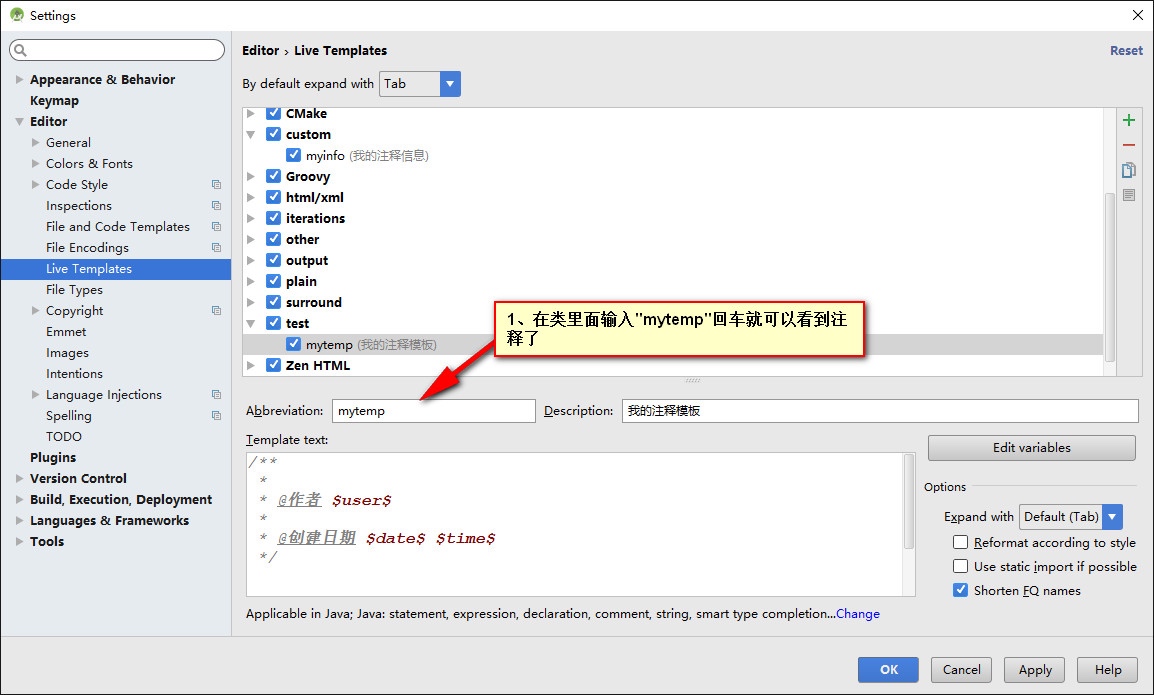 Settings
Appearance & Behavior
Keymap
Editor
General
Colors & Fonts
Code Style
Inspections
File and Code Templates
File Encodings
Live Templates
File Types
Copyright
Emmet
Images
Intentions
Language Injections
Spelling
TODO
Plugins
Version Control
Build, Execution, Deployment
Languages & Frameworks
Tools
Editor › Live Templates
Reset
By default expand with Tab
CMake
custom
myinfo (我的注释信息)
Groovy
html/xml
iterations
other
output
plain
surround
test
mytemp (我的注释模板)
Zen HTML
1、在类里面输入"mytemp"回车就可以看到注
释了
Abbreviation: mytemp
Description: 我的注释模板
Template text:
/**
*
* @作者 $user$
*
* @创建日期 $date$ $time$
*/
Edit variables
Options
Expand with Default (Tab)
Reformat according to style
Use static import if possible
Shorten FQ names
Applicable in Java; Java: statement, expression, declaration, comment, string, smart type completion...Change
OK
Cancel
Apply
Help